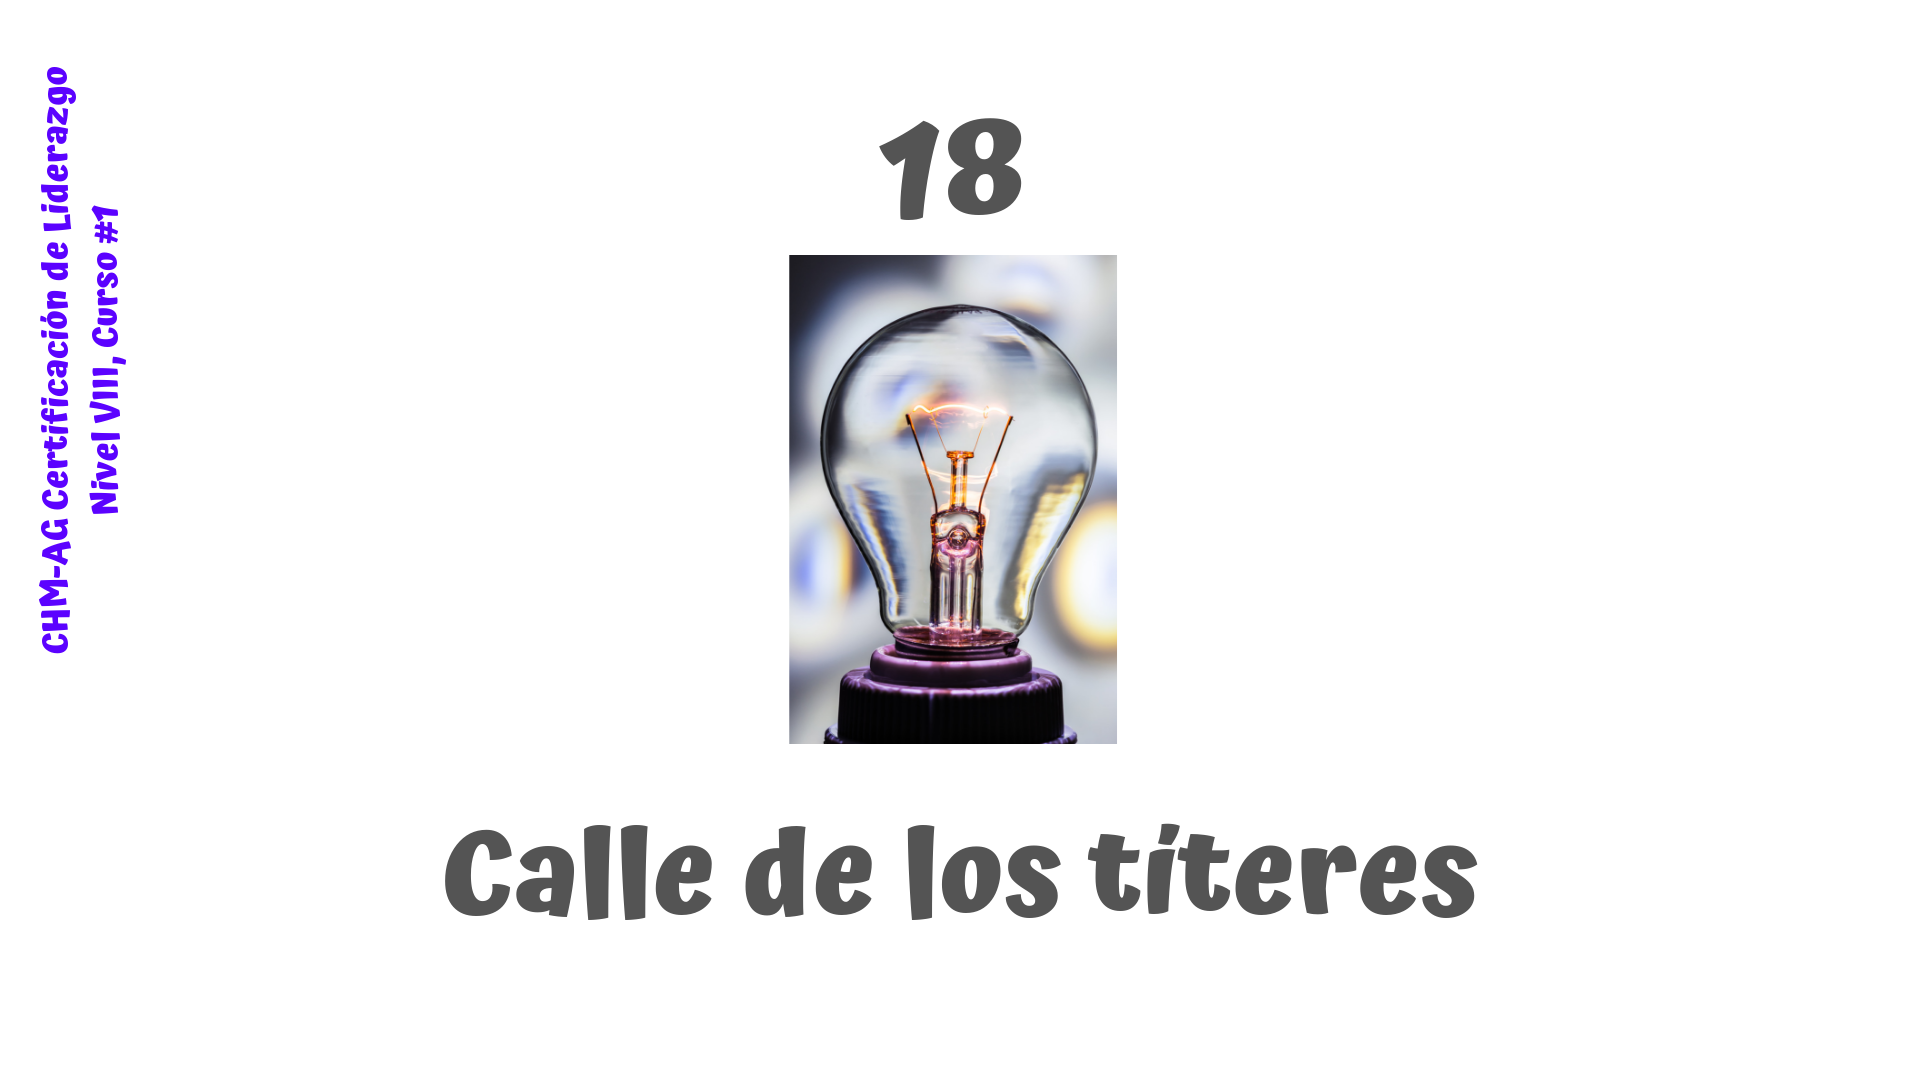 CHM-AG Certificación de Liderazgo
Nivel VIII, Curso #1
18
Calle de los títeres